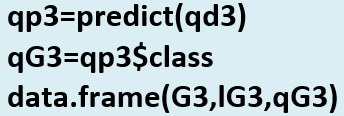 qp3=predict(qd3)
qG3=qp3$class
data.frame(G3,lG3,qG3)